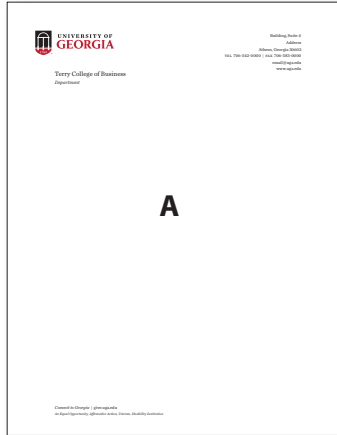 UNIVERSITY OF
GEORGIA
Building, Suite #
Address
Athens, Georgia 30602
TEL 706-542-0000 | FAX 706-542-0000
email@uga.edu
www.uga.edu
Terry College of Business
Department
A
Commit to Georgia | give.uga.edu
An Equal Opportunity, Affirmative Action, Veteran, Disability Institution